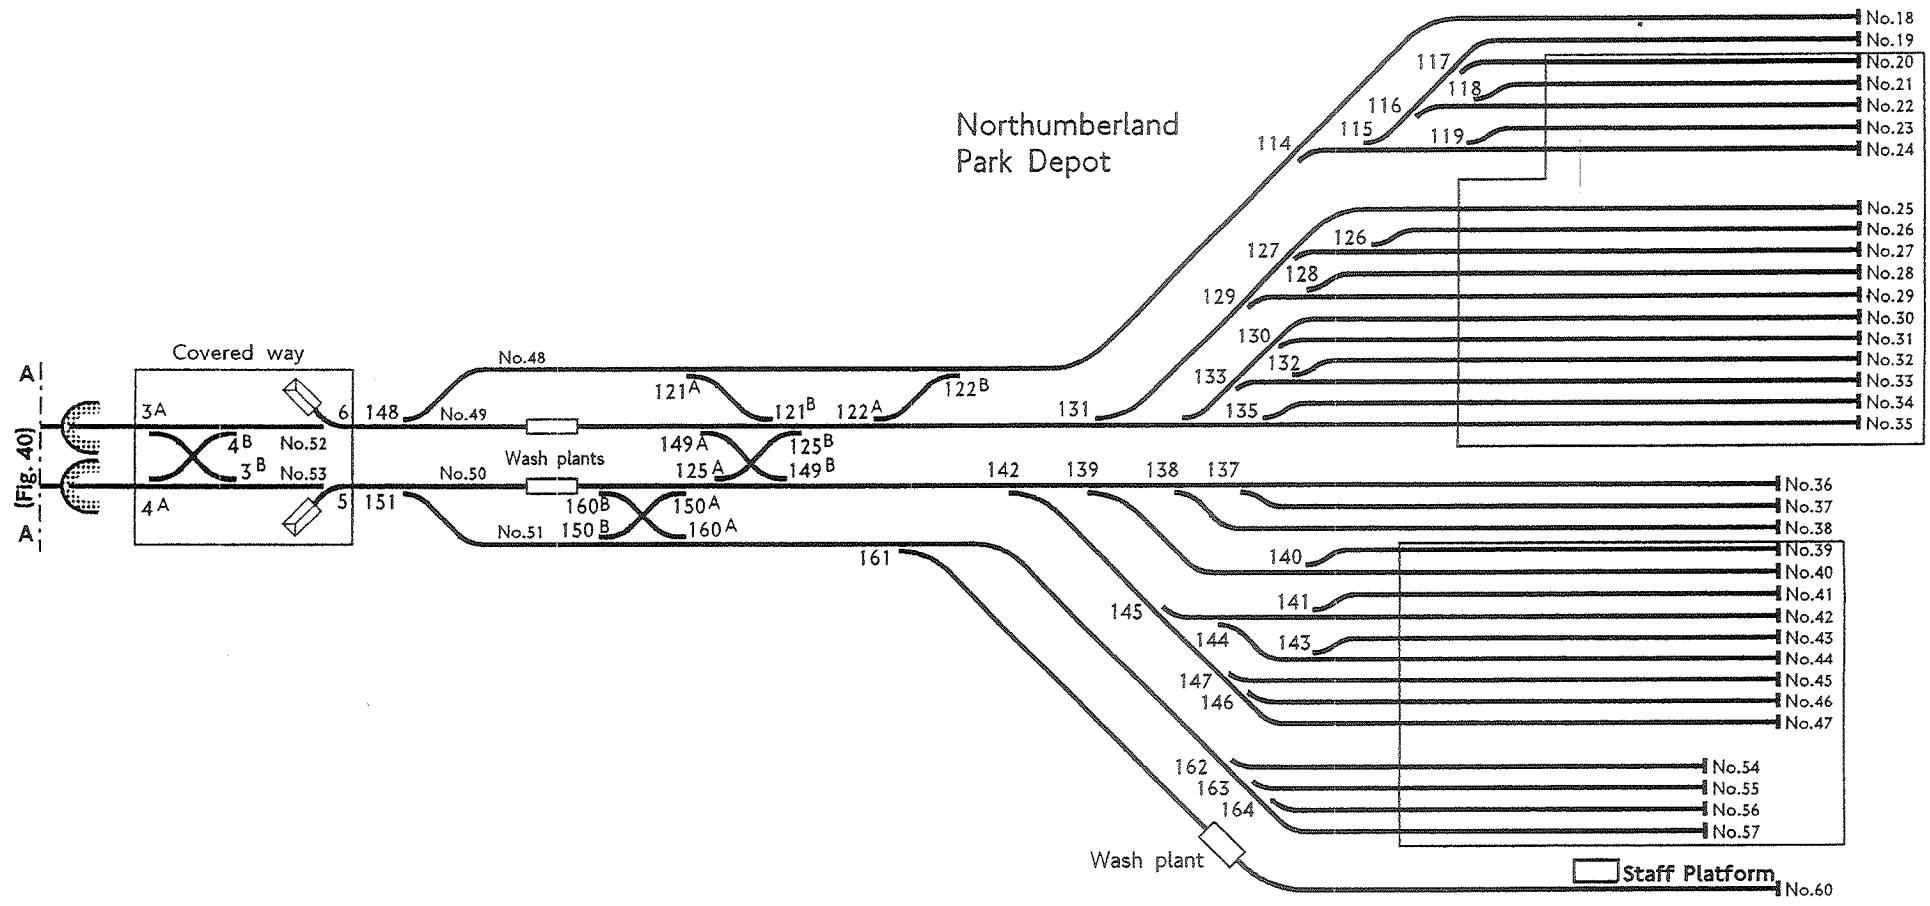 Northumberland
Park Depot
No.18
No.19
117
No.20
118
No.21
116
No.22
115
119
No.23
114
No.24
No.25
126
No.26
127
No.27
128
No.28
129
No.29
No.30
130
No.31
132
No.32
133
No.33
135
No.34
131
No.35
Covered way
A
3A
6
148
No.48
No.49
121A
121B
122A
122B
4B
No.52
Wash plants
149A
125B
3B
No.53
No.50
125A
149B
(Fig. 40)
4A
5
151
160B
150A
150B
160A
A
No.51
161
142
139
138
137
No.36
No.37
No.38
140
No.39
No.40
141
No.41
145
No.42
144
143
No.43
No.44
147
No.45
146
No.46
No.47
162
No.54
163
No.55
164
No.56
No.57
Wash plant
Staff Platform
No.60